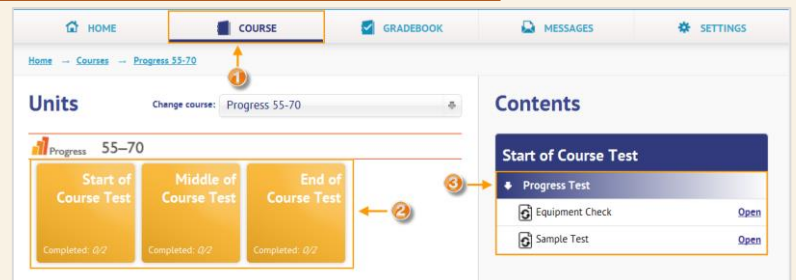 HOME COURSE GRADEBOOK MESSAGES SETTINGS
1
Home → Courses → Progress 55-70
Units
Change course: Progress 55-70
Progress 55–70
Start of
Course Test
Completed: 0/2
Middle of
Course Test
Completed: 0/2
End of
Course Test
Completed: 0/2
2
Contents
Start of Course Test
3
Progress Test
Equipment Check Open
Sample Test Open